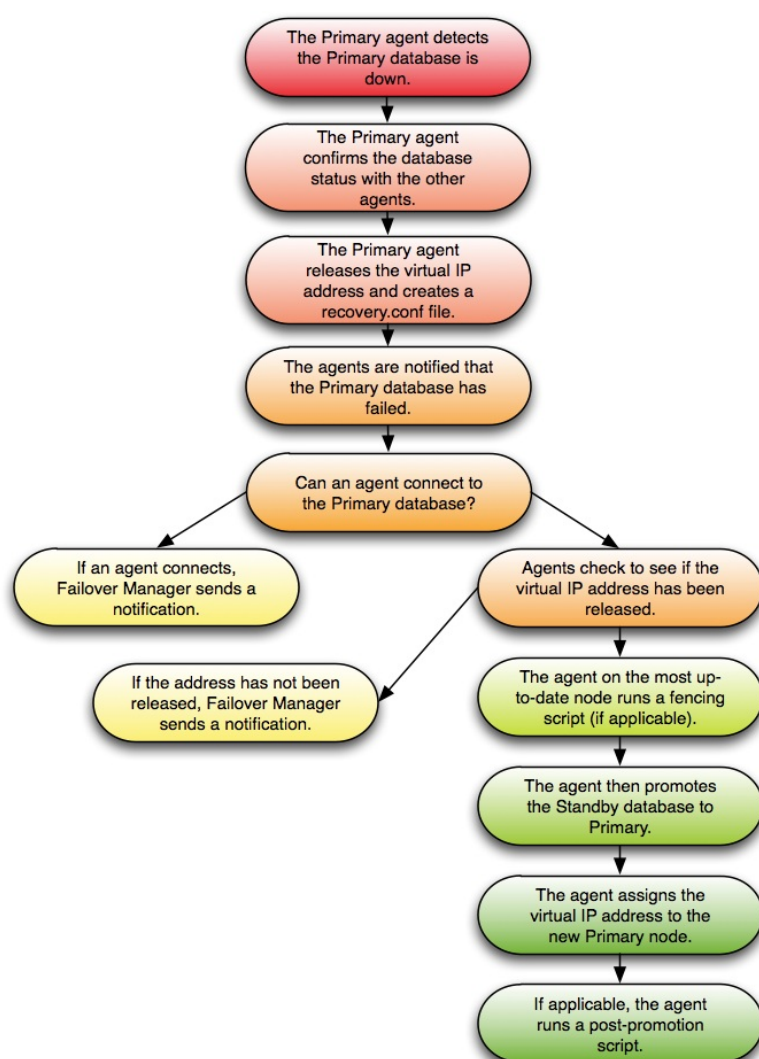 The Primary agent detects
the Primary database is
down.
The Primary agent
confirms the database
status with the other
agents.
The Primary agent
releases the virtual IP
address and creates a
recovery.conf file.
The agents are notified that
the Primary database has
failed.
Can an agent connect to
the Primary database?
If an agent connects,
Failover Manager sends a
notification.
Agents check to see if the
virtual IP address has been
released.
If the address has not been
released, Failover Manager
sends a notification.
The agent on the most up-
to-date node runs a fencing
script (if applicable).
The agent then promotes
the Standby database to
Primary.
The agent assigns the
virtual IP address to the
new Primary node.
If applicable, the agent
runs a post-promotion
script.